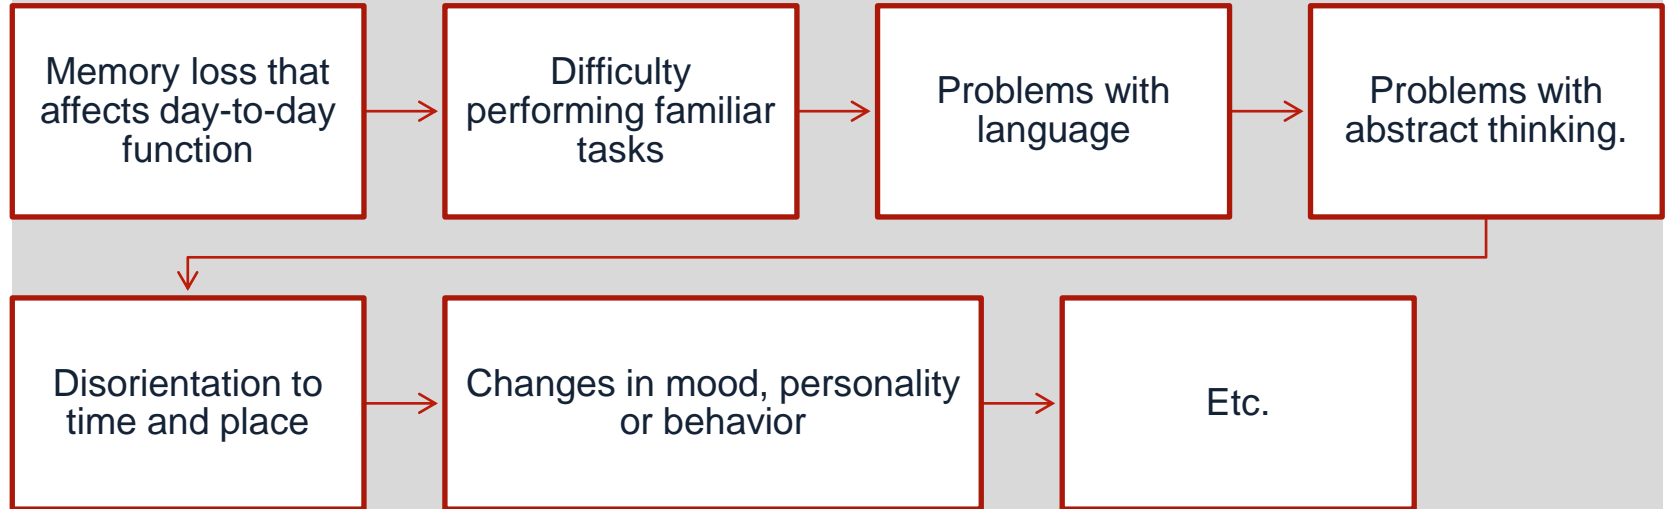 Memory loss that
affects day-to-day
function
Difficulty
performing familiar
tasks
Problems with
language
Problems with
abstract thinking.
Disorientation to
time and place
Changes in mood, personality
or behavior
Etc.